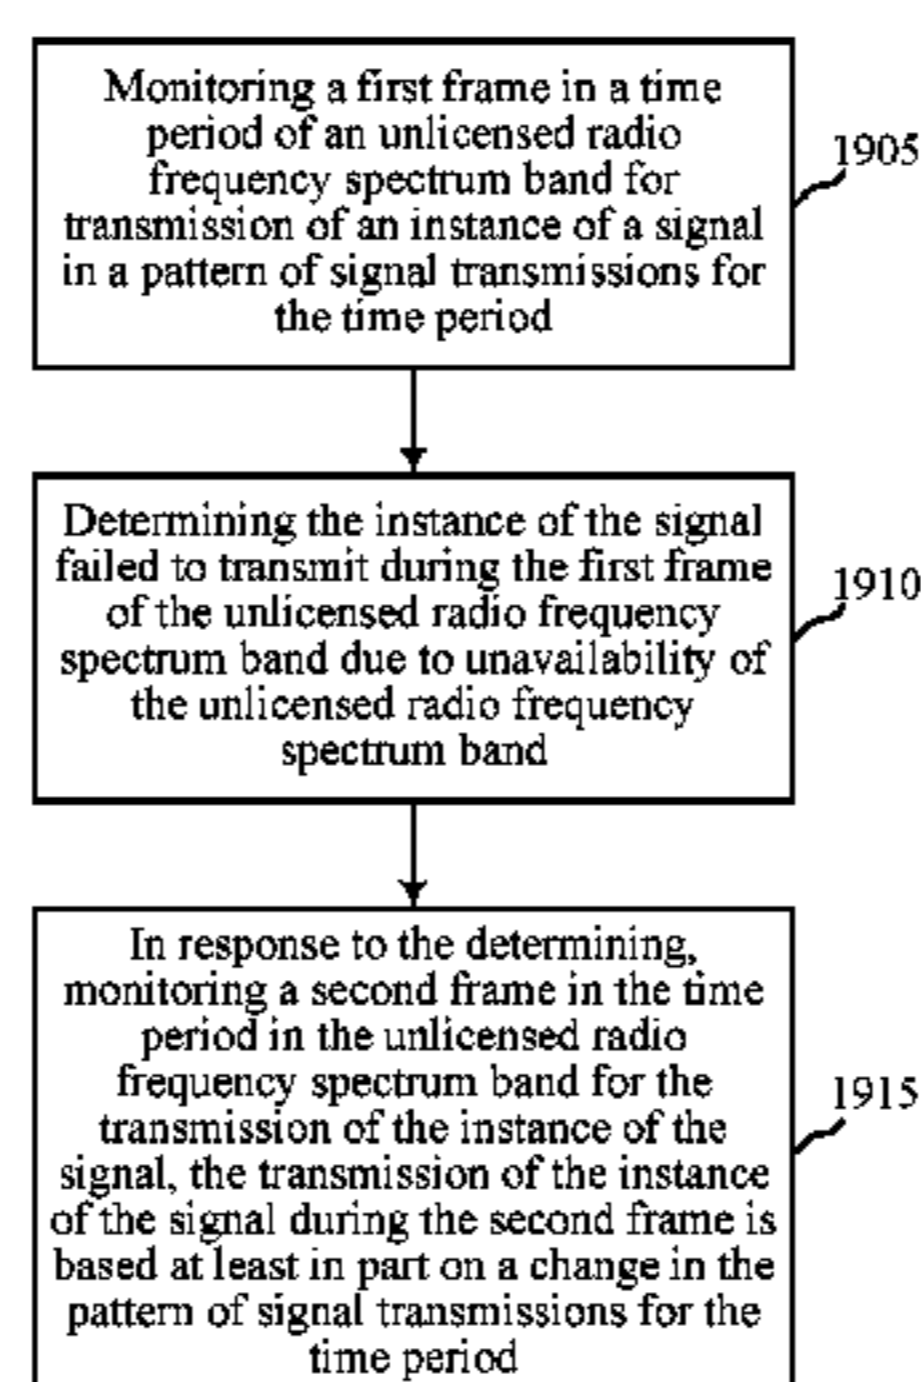 Monitoring a first frame in a time
period of an unlicensed radio
frequency spectrum band for
transmission of an instance of a signal
in a pattern of signal transmissions for
the time period
1905
Determining the instance of the signal
failed to transmit during the first frame
of the unlicensed radio frequency
spectrum band due to unavailability of
the unlicensed radio frequency
spectrum band
1910
In response to the determining,
monitoring a second frame in the time
period in the unlicensed radio
frequency spectrum band for the
transmission of the instance of the
signal, the transmission of the instance
of the signal during the second frame is
based at least in part on a change in the
pattern of signal transmissions for the
time period
1915